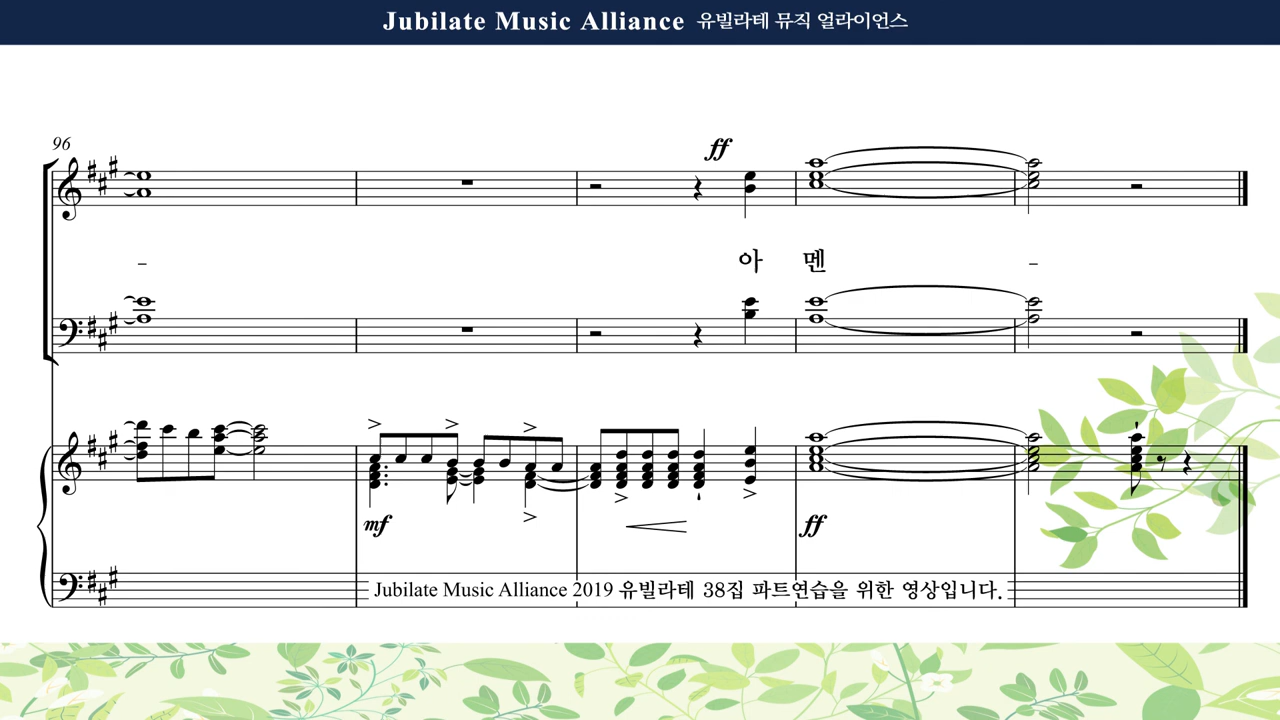 Jubilate Music Alliance 유빌라테 뮤직 얼라이언스
96
ff
- 아 멘 -
mf ff
Jubilate Music Alliance 2019 유빌라테 38집 파트연습을 위한 영상입니다.